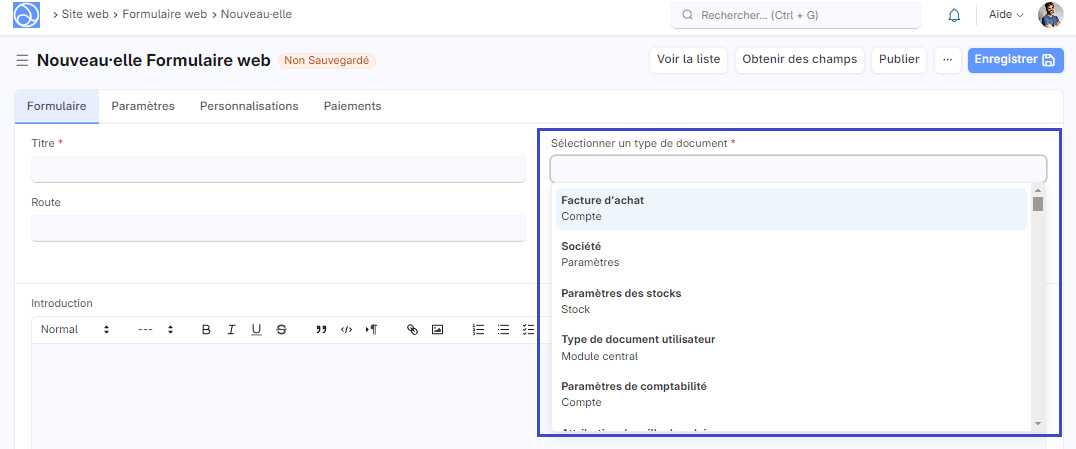 Site web > Formulaire web > Nouveau·elle
Rechercher... (Ctrl + G)
Aide
Nouveau·elle Formulaire web
Non Sauvegardé
Voir la liste
Obtenir des champs
Publier
...
Enregistrer
Formulaire
Paramètres
Personnalisations
Paiements
Titre *
Route
Sélectionner un type de document *
Facture d'achat
Compte
Société
Paramètres
Paramètres des stocks
Stock
Type de document utilisateur
Module central
Paramètres de comptabilité
Compte
Introduction
Normal
---
B I U S